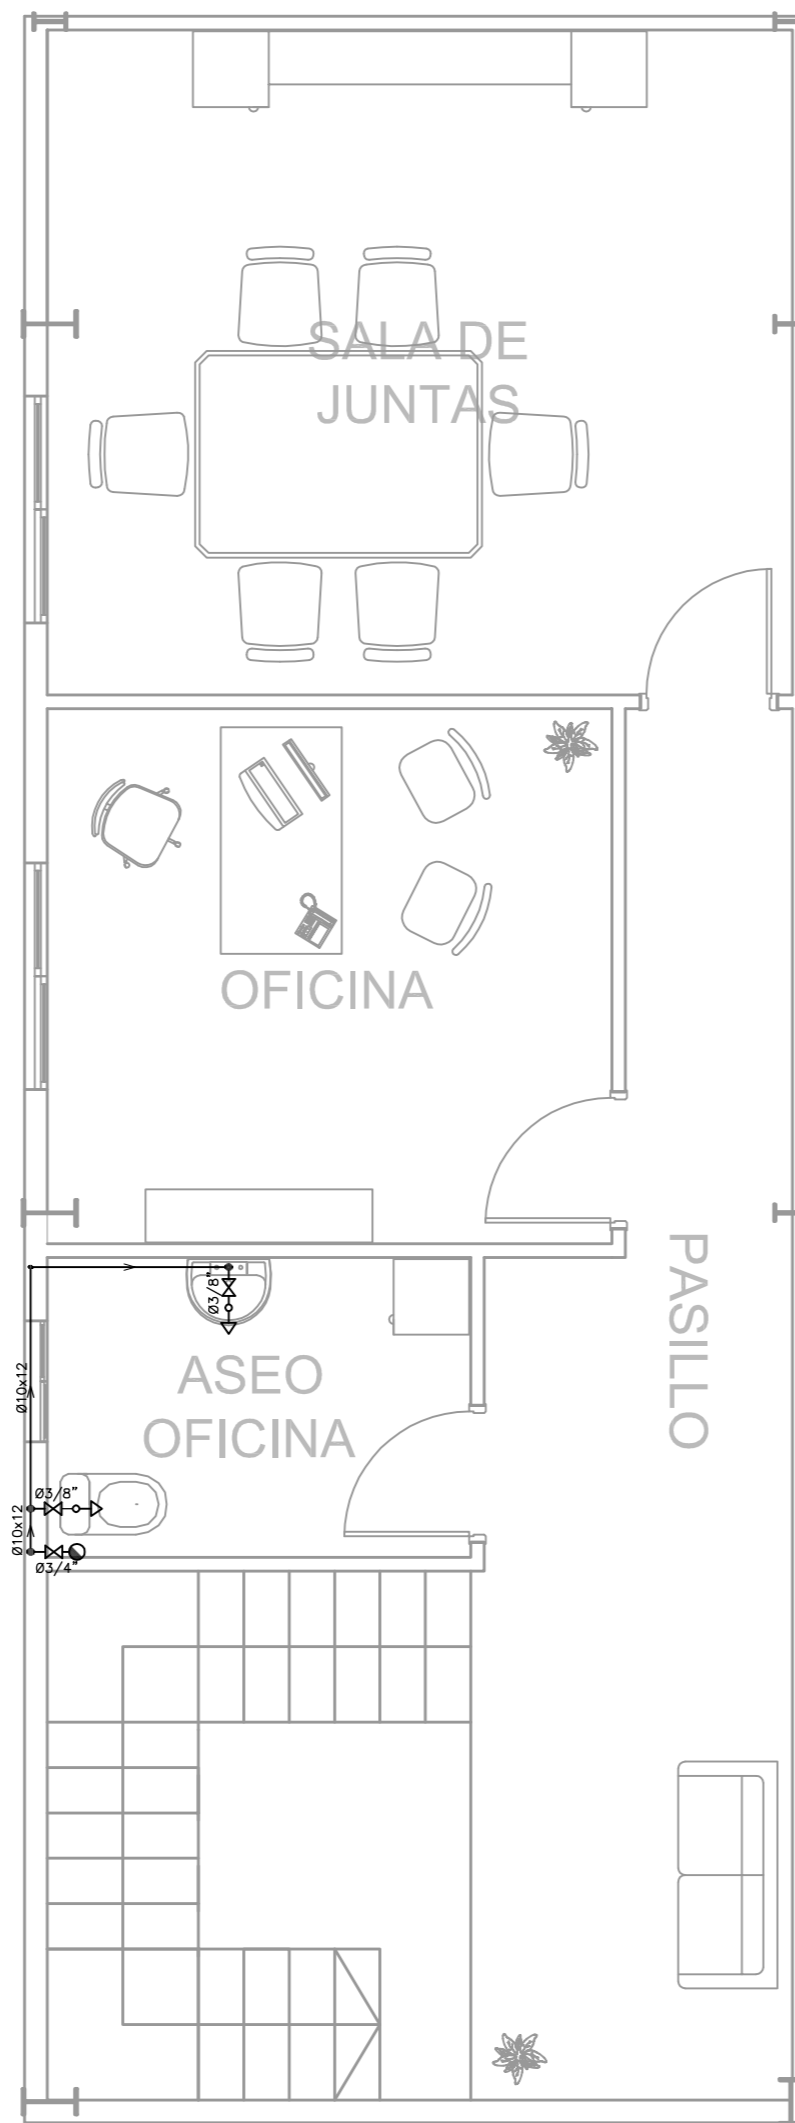 SALA DE
JUNTAS
OFICINA
PASILLO
Ø3/8"
ASEO
OFICINA
Ø10x12
Ø3/8"
Ø10x12
Ø3/4"